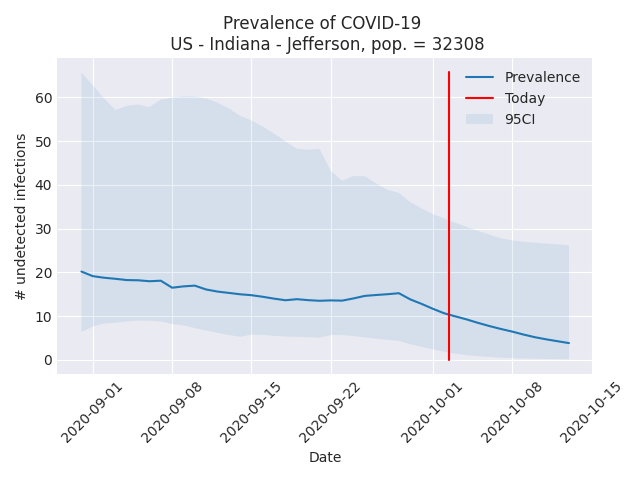 Prevalence of COVID-19
US - Indiana - Jefferson, pop. = 32308
Prevalence
Today
95CI
# undetected infections
60
50
40
30
20
10
0
2020-09-01
2020-09-08
2020-09-15
2020-09-22
2020-10-01
2020-10-08
2020-10-15
Date